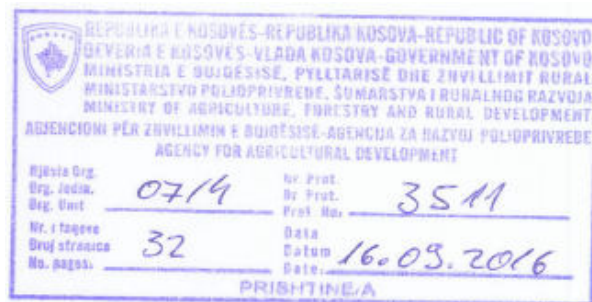 REPUBLIKA E KOSOVËS-REPUBLIKA KOSOVA-REPUBLIC OF KOSOVO
QEVERIA E KOSOVËS-VLADA KOSOVA-GOVERNMENT OF KOSOVO
MINISTRIA E BUJQËSISË, PYLLTARISË DHE ZHVILLIMIT RURAL
MINISTARSTVO POLJOPRIVREDE, ŠUMARSTVA I RURALNOG RAZVOJA
MINISTRY OF AGRICULTURE, FORESTRY AND RURAL DEVELOPMENT
AGJENCIONI PËR ZHVILLIMIN E BUJQËSISË-AGENCIJA ZA RAZVOJ POLJOPRIVREDE
AGENCY FOR AGRICULTURAL DEVELOPMENT
Njësia Org.
Org. Jedin.
Org. Unit
07/4
Nr. Prot.
Br Prot.
Prot No.
3511
Nr. i faqeve
Broj stranica
No. pages.
32
Data
Datum
Date:
16.09.2016
PRISHTINË/A